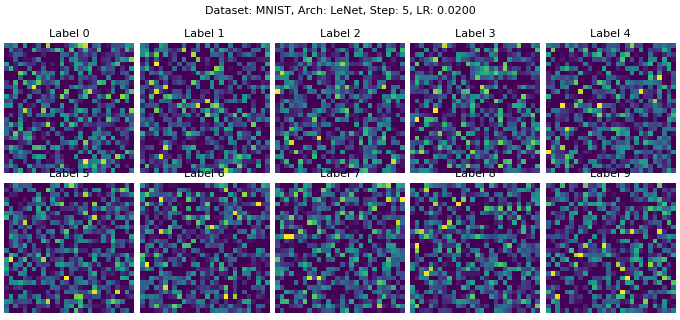 Dataset: MNIST, Arch: LeNet, Step: 5, LR: 0.0200
Label 0
Label 1
Label 2
Label 3
Label 4
Label 5
Label 6
Label 7
Label 8
Label 9